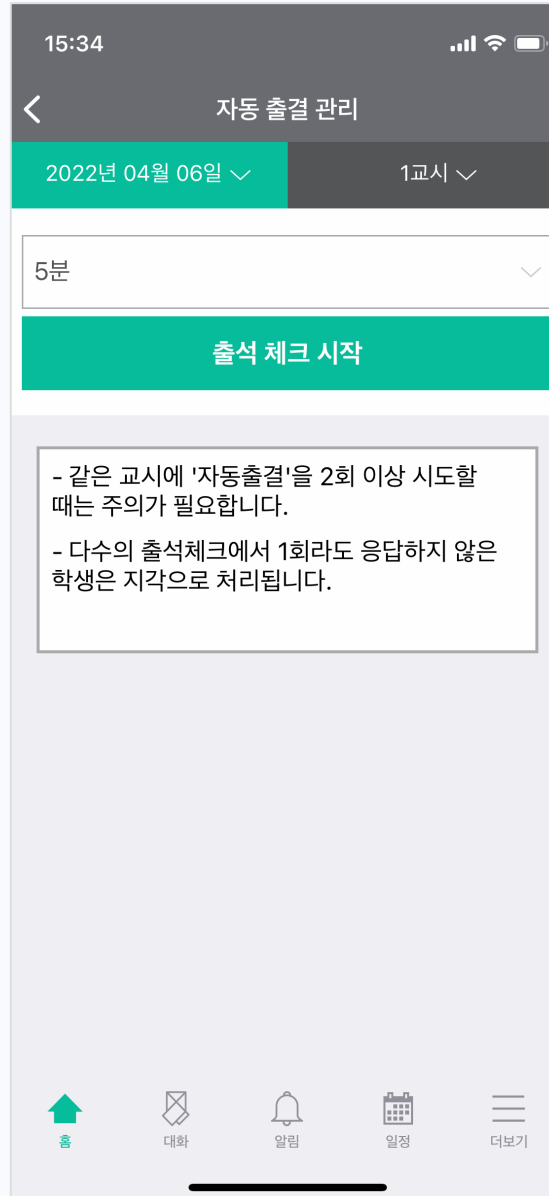 15:34
자동 출결 관리
2022년 04월 06일
1교시
5분
출석 체크 시작
- 같은 교시에 '자동출결'을 2회 이상 시도할
때는 주의가 필요합니다.
- 다수의 출석체크에서 1회라도 응답하지 않은
학생은 지각으로 처리됩니다.
홈
대화
알림
일정
더보기